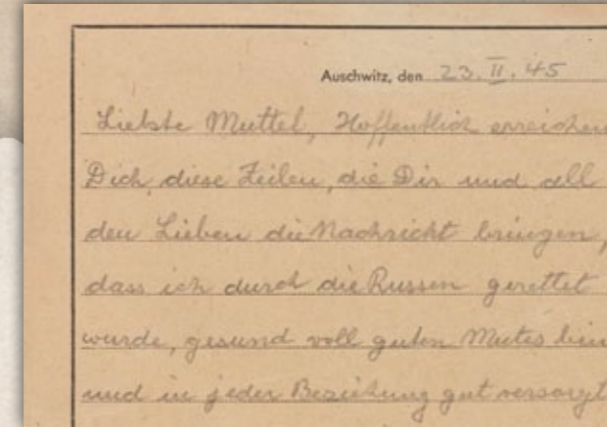 Auschwitz, den 23. II. 45
Liebste Muttel, Hoffentlich erreichen
Dich diese Zeilen, die Dir und all
den Lieben die Nachricht bringen,
dass ich durch die Russen gerettet
wurde, gesund voll guten Mutes bin
und in jeder Beziehung gut versorgt